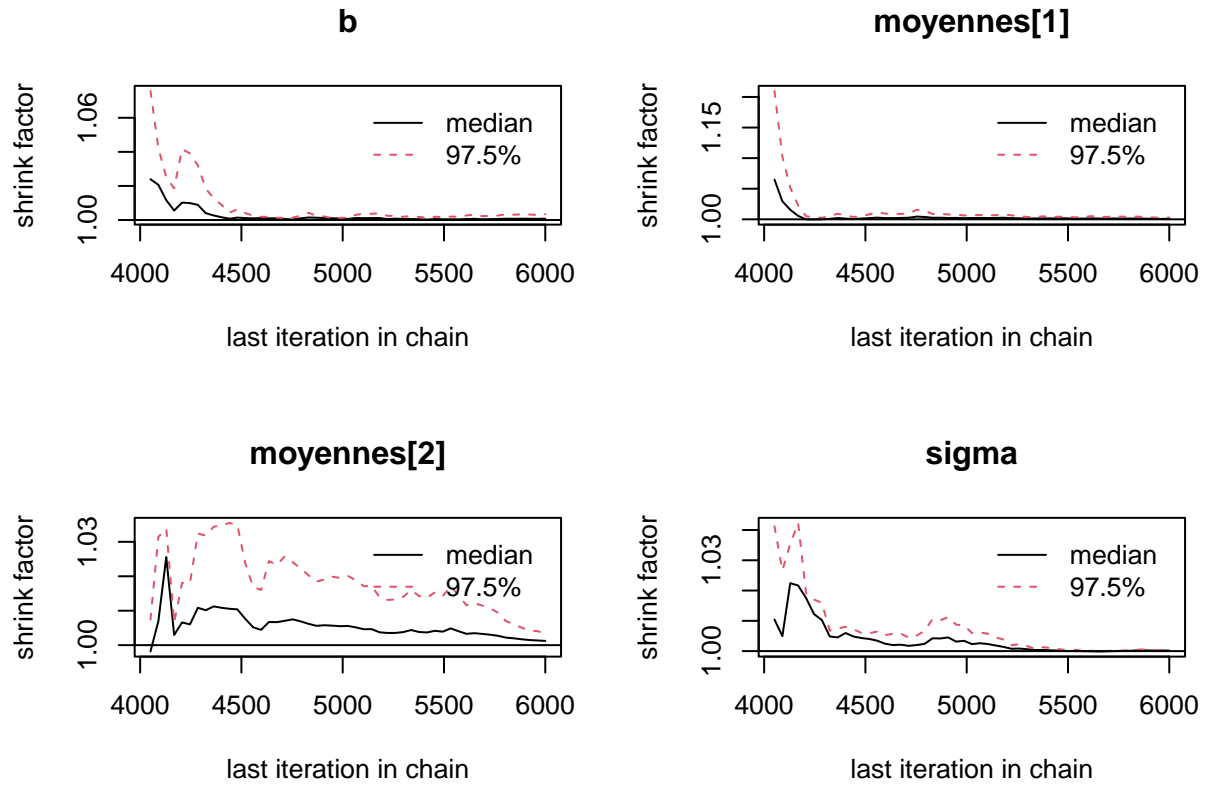 b
shrink factor
1.00 1.06
median
97.5%
4000 4500 5000 5500 6000
last iteration in chain
moyennes[1]
shrink factor
1.00 1.15
median
97.5%
4000 4500 5000 5500 6000
last iteration in chain
moyennes[2]
shrink factor
1.00 1.03
median
97.5%
4000 4500 5000 5500 6000
last iteration in chain
sigma
shrink factor
1.00 1.03
median
97.5%
4000 4500 5000 5500 6000
last iteration in chain